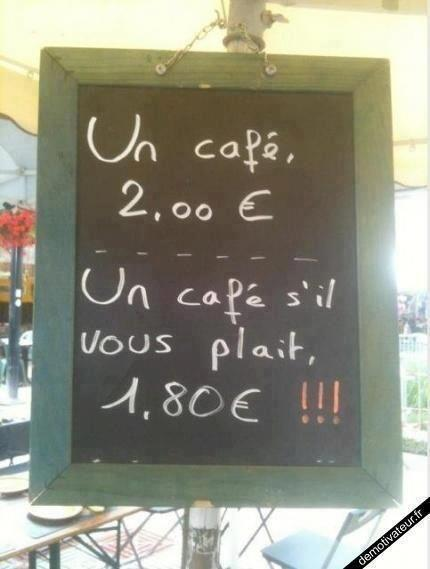 Un café,
2,00 €
Un café s'il
vous plait,
1,80€ !!!
demotivateur.fr